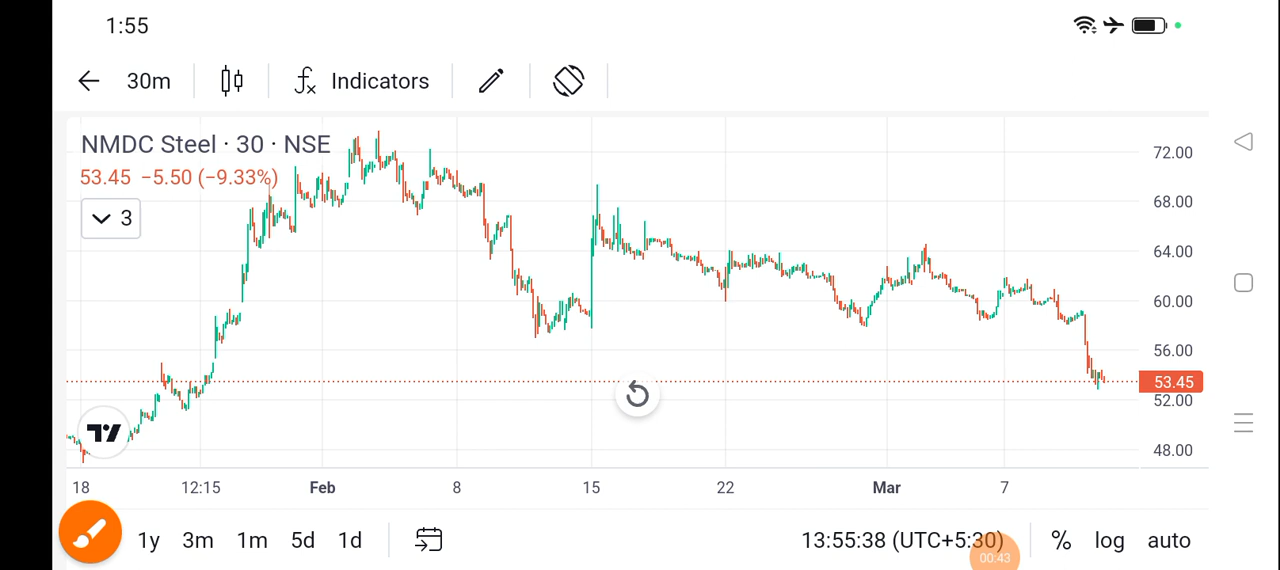 1:55
30m
Indicators
NMDC Steel · 30 · NSE
53.45 −5.50 (−9.33%)
3
72.00
68.00
64.00
60.00
56.00
53.45
52.00
48.00
18 12:15 Feb 8 15 22 Mar 7
1y 3m 1m 5d 1d 13:55:38 (UTC+5:30) % log auto
00:43